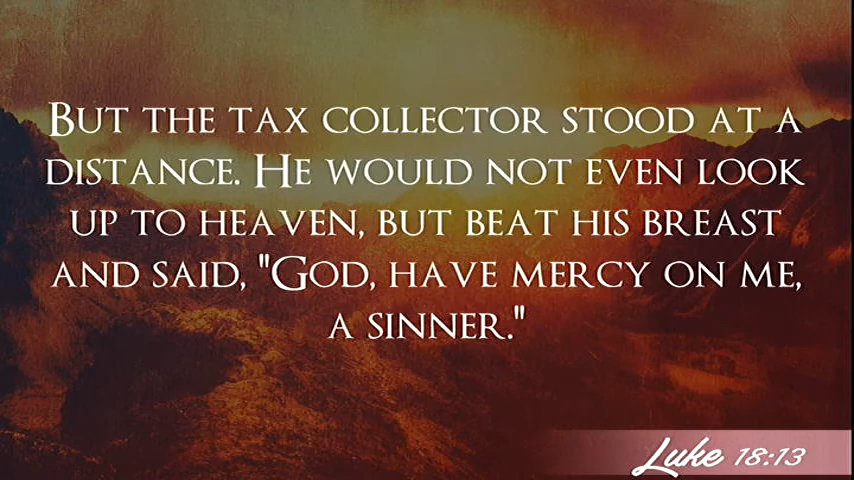 But the tax collector stood at a
distance. He would not even look
up to heaven, but beat his breast
and said, "God, have mercy on me,
a sinner."
Luke 18:13